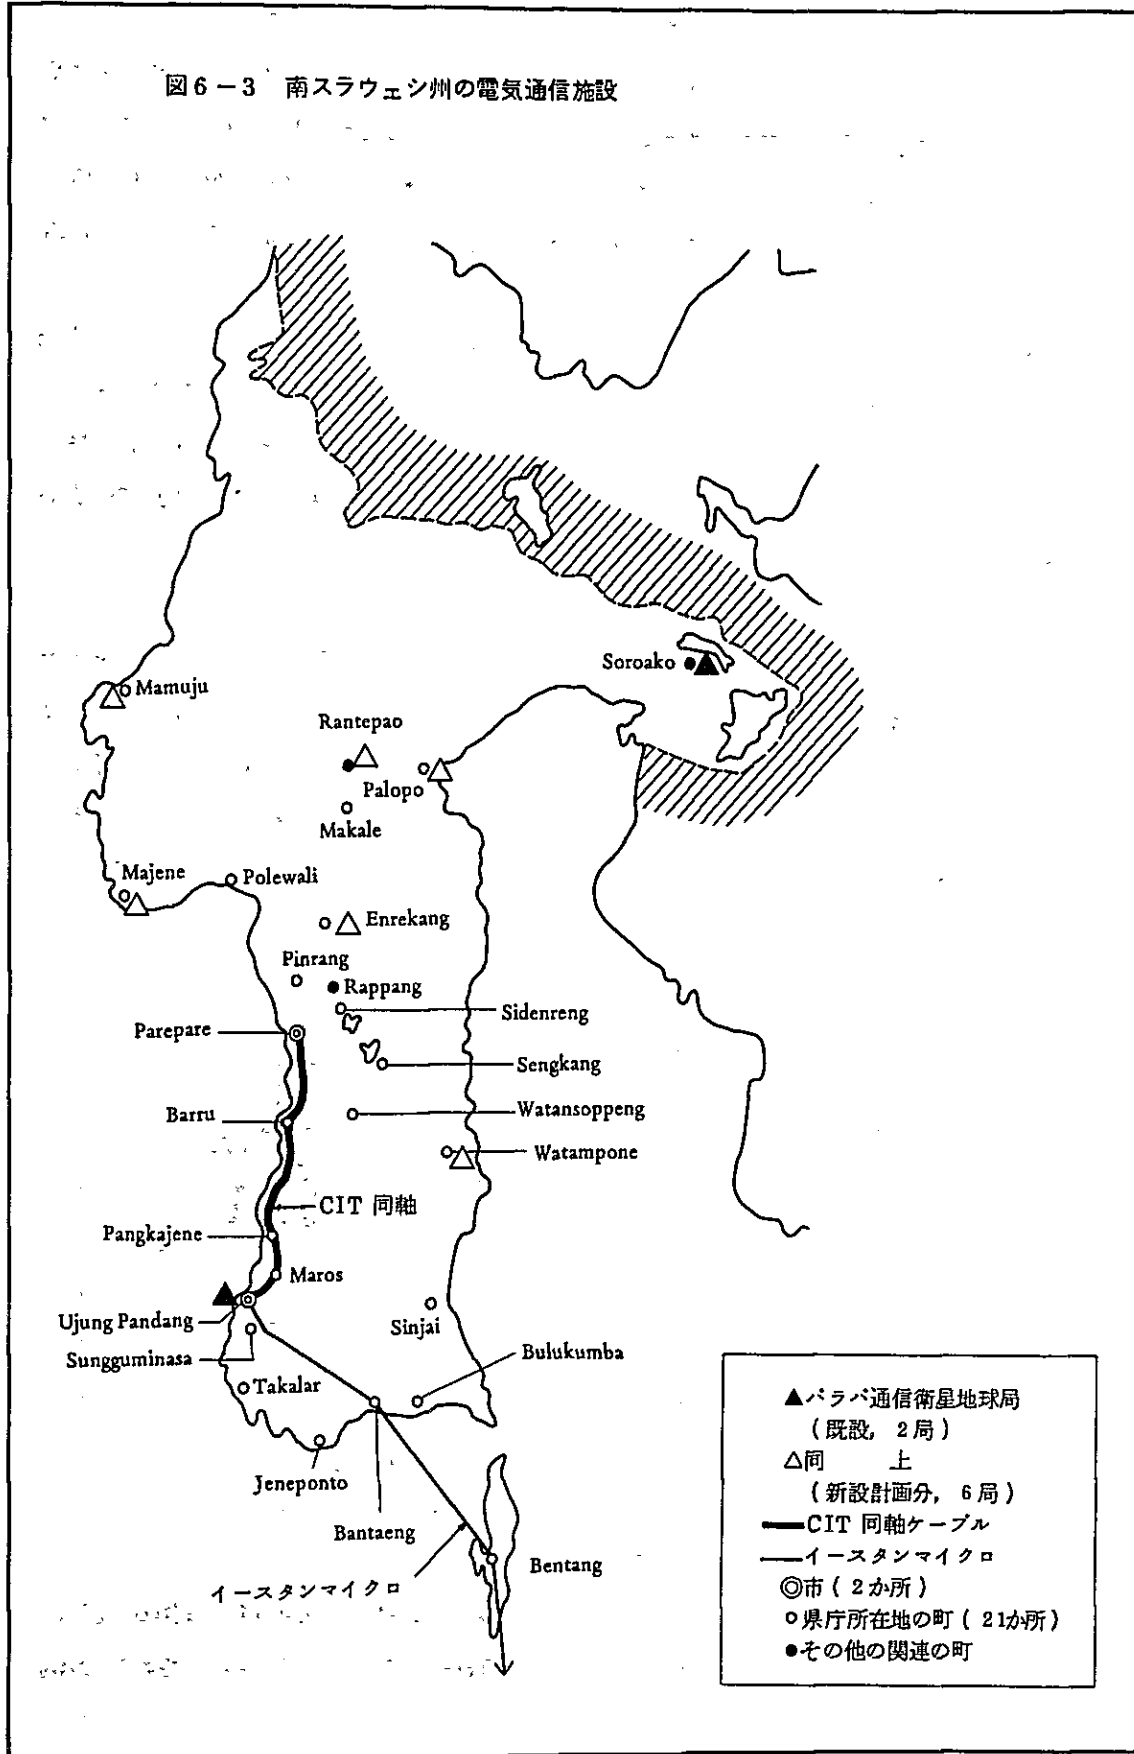 図6-3 南スラウェシ州の電気通信施設
Soroako
Mamuju
Rantepao
Palopo
Makale
Majene
Polewali
Enrekang
Pinrang
Rappang
Sidenreng
Parepare
Sengkang
Barru
Watansoppeng
Watampone
CIT 同軸
Pangkajene
Maros
Ujung Pandang
Sinjai
Sungguminasa
Bulukumba
Takalar
Jeneponto
Bantaeng
Bentang
イースタンマイクロ
▲パラパ通信衛星地球局
(既設, 2局)
△同 上
(新設計画分, 6局)
CIT 同軸ケーブル
イースタンマイクロ
◎市(2か所)
○県庁所在地の町(21か所)
●その他の関連の町